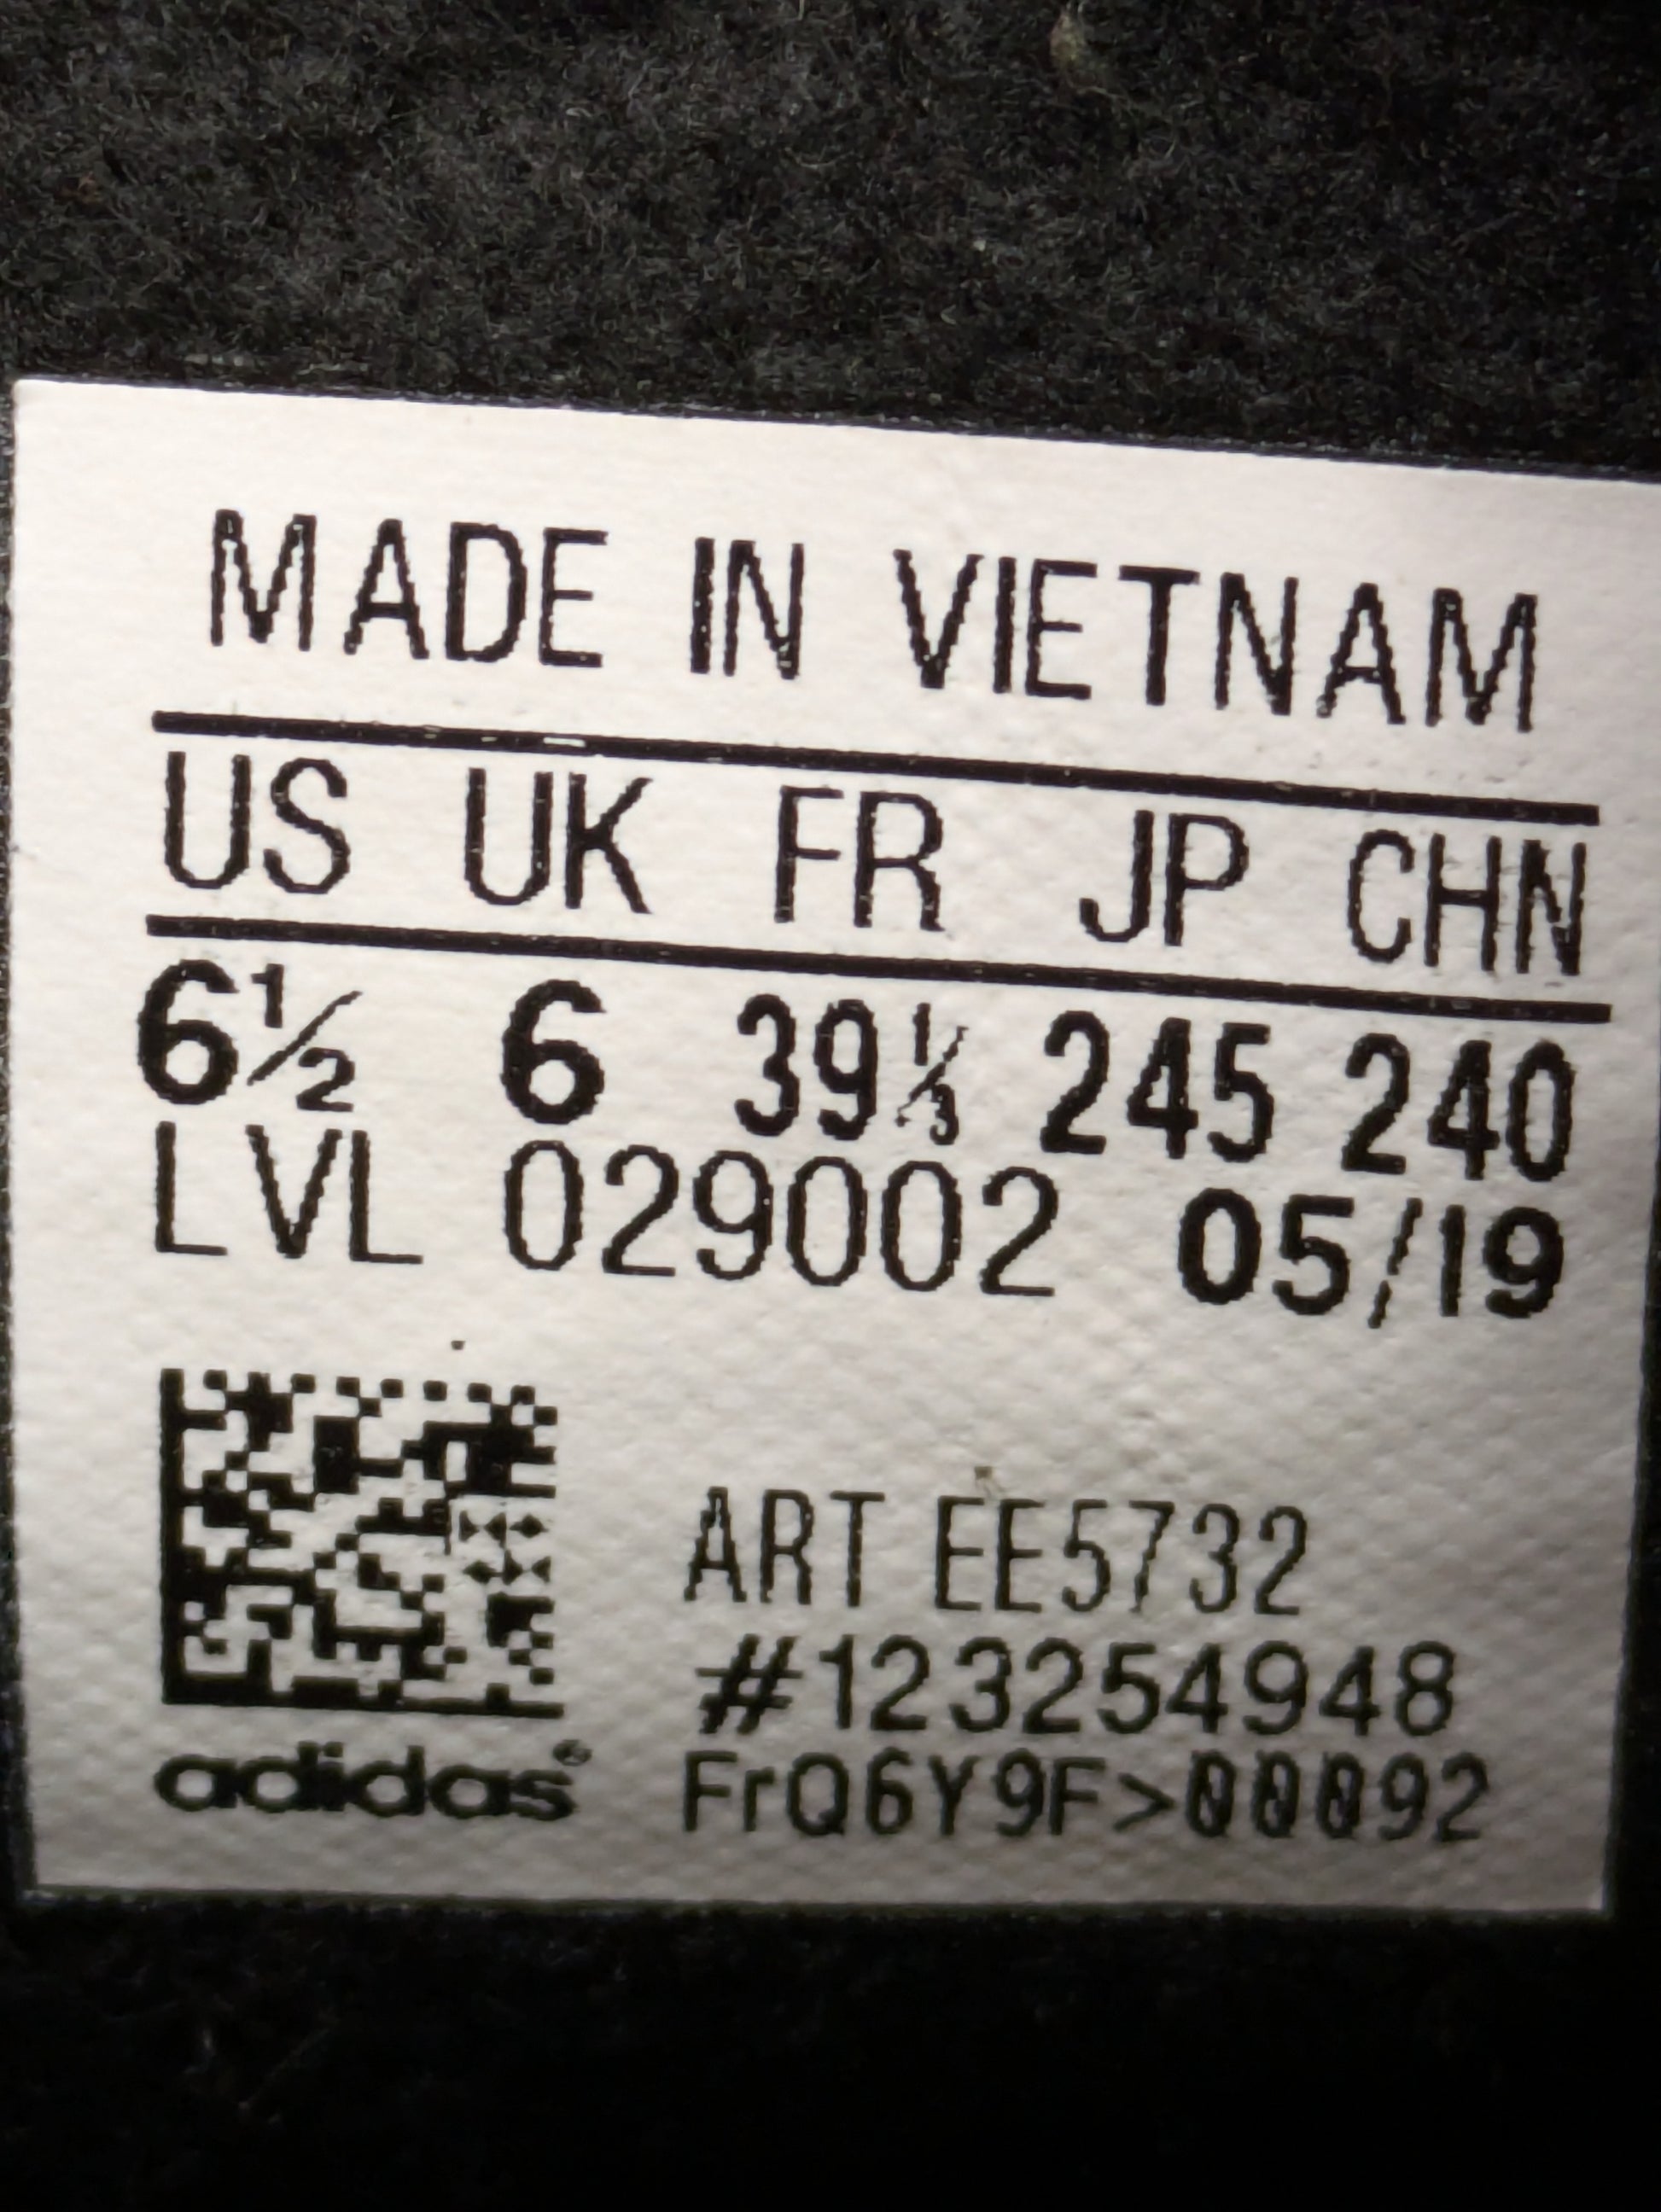 MADE IN VIETNAM
US UK FR JP CHN
6½ 6 39⅓ 245 240
LVL 029002 05/19
ART EE5732
#123254948
adidas® FrQ6Y9F>00092